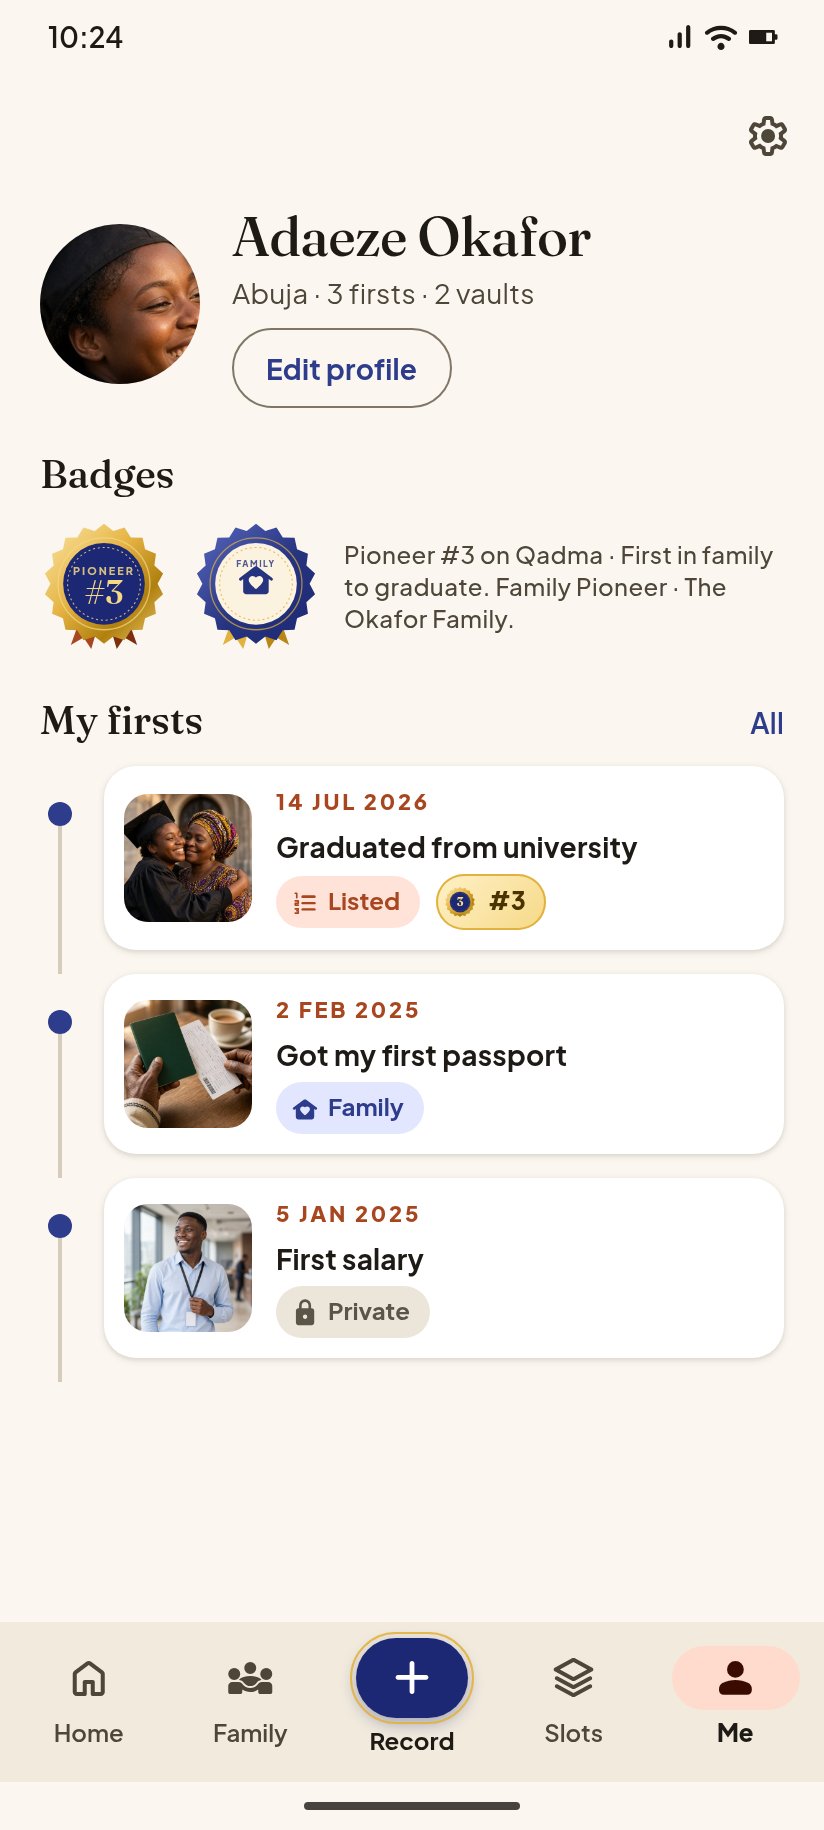 10:24
Adaeze Okafor
Abuja · 3 firsts · 2 vaults
Edit profile
Badges
PIONEER
#3
FAMILY
Pioneer #3 on Qadma · First in family
to graduate. Family Pioneer · The
Okafor Family.
My firsts
All
14 JUL 2026
Graduated from university
Listed
3
#3
2 FEB 2025
Got my first passport
Family
5 JAN 2025
First salary
Private
Home
Family
Record
Slots
Me